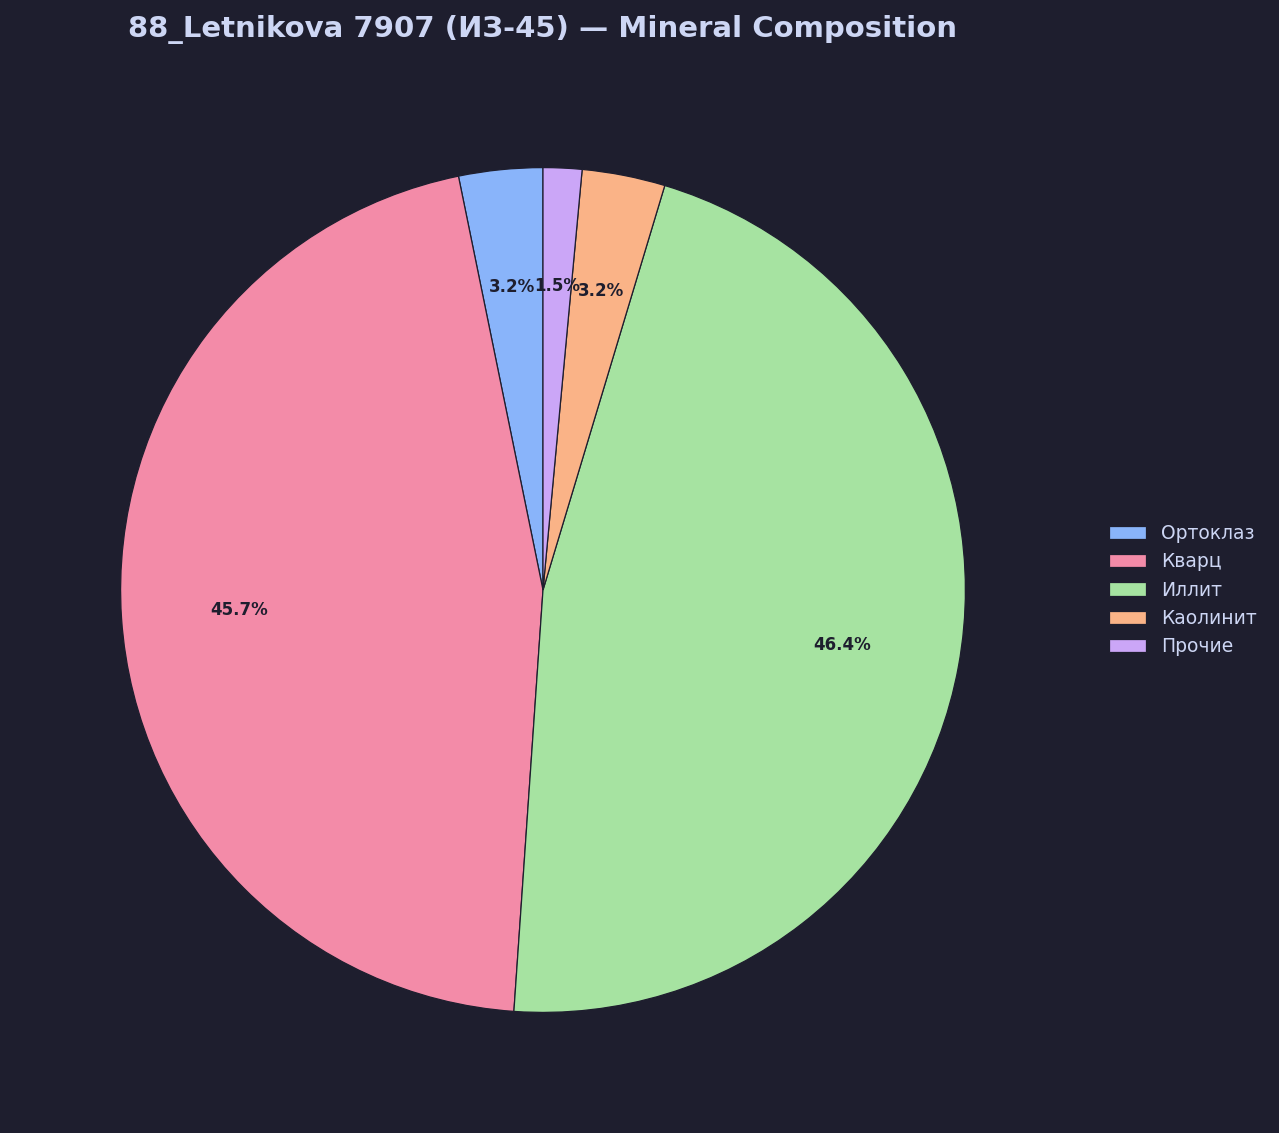 88_Letnikova 7907 (ИЗ-45) — Mineral Composition
3.2%
1.5%
3.2%
45.7%
46.4%
Ортоклаз
Кварц
Иллит
Каолинит
Прочие